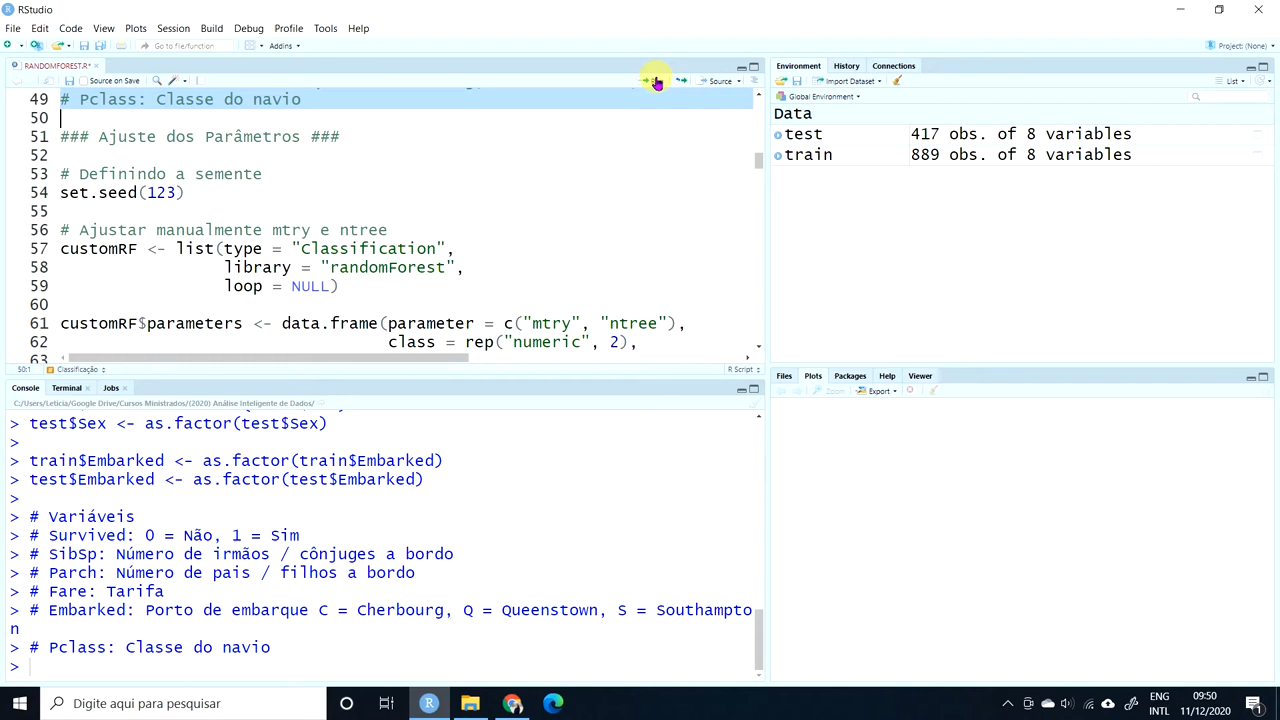 RStudio
File Edit Code View Plots Session Build Debug Profile Tools Help
Go to file/function Addins Project: (None)
RANDOMFOREST.R*
Source on Save Source
49 # Pclass: Classe do navio
50
51 ### Ajuste dos Parâmetros ###
52
53 # Definindo a semente
54 set.seed(123)
55
56 # Ajustar manualmente mtry e ntree
57 customRF <- list(type = "Classification",
58 library = "randomForest",
59 loop = NULL)
60
61 customRF$parameters <- data.frame(parameter = c("mtry", "ntree"),
62 class = rep("numeric", 2),
63
50:1 Classificação R Script
Console Terminal Jobs
C:/Users/Leticia/Google Drive/Cursos Ministrados/(2020) Análise Inteligente de Dados/
> test$Sex <- as.factor(test$Sex)
>
> train$Embarked <- as.factor(train$Embarked)
> test$Embarked <- as.factor(test$Embarked)
>
> # Variáveis
> # Survived: 0 = Não, 1 = Sim
> # SibSp: Número de irmãos / cônjuges a bordo
> # Parch: Número de pais / filhos a bordo
> # Fare: Tarifa
> # Embarked: Porto de embarque C = Cherbourg, Q = Queenstown, S = Southampto
n
> # Pclass: Classe do navio
>
Environment History Connections
Import Dataset List
Global Environment
Data
test 417 obs. of 8 variables
train 889 obs. of 8 variables
Files Plots Packages Help Viewer
Zoom Export
Digite aqui para pesquisar
ENG 09:50
INTL 11/12/2020
1